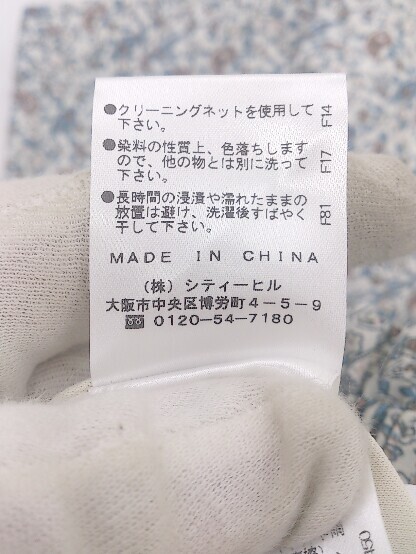 ●クリーニングネットを使用して
下さい。
F14
●染料の性質上、色落ちします
ので、他の物とは別に洗って
下さい。
F17
●長時間の浸漬や濡れたままの
放置は避け、洗濯後すばやく
干して下さい。
F81
MADE IN CHINA
(株) シティーヒル
大阪市中央区博労町4-5-9
0120-54-7180